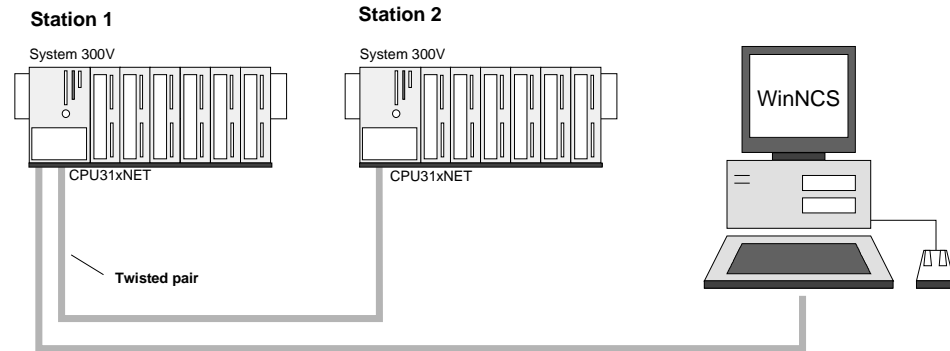 Station 1
Station 2
System 300V
System 300V
WinNCS
CPU31xNET
CPU31xNET
Twisted pair